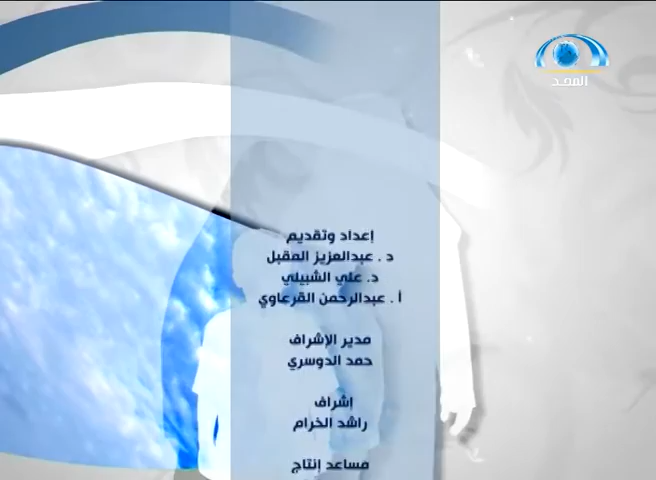 المجد
إعداد وتقديم
د . عبدالعزيز المقبل
د. علي الشبيلي
أ . عبدالرحمن القرعاوي
مدير الإشراف
حمد الدوسري
إشراف
راشد الخرام
مساعد إنتاج